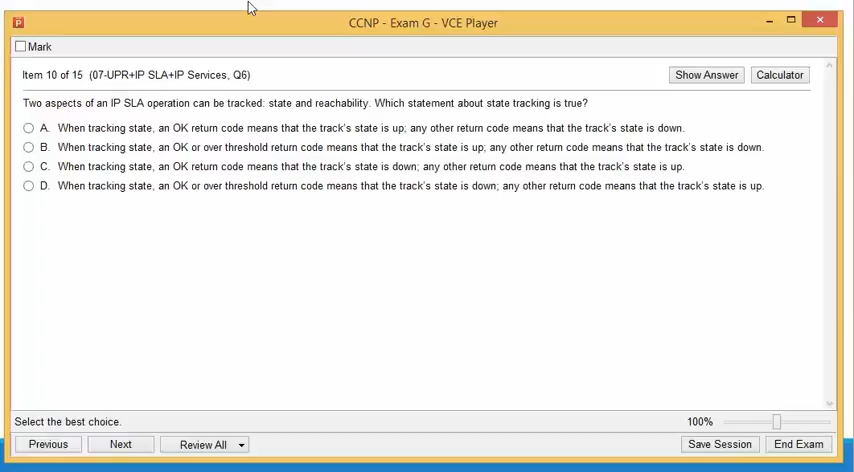 P
CCNP - Exam G - VCE Player
Mark
Item 10 of 15 (07-UPR+IP SLA+IP Services, Q6)
Show Answer
Calculator
Two aspects of an IP SLA operation can be tracked: state and reachability. Which statement about state tracking is true?
A. When tracking state, an OK return code means that the track's state is up; any other return code means that the track's state is down.
B. When tracking state, an OK or over threshold return code means that the track's state is up; any other return code means that the track's state is down.
C. When tracking state, an OK return code means that the track's state is down; any other return code means that the track's state is up.
D. When tracking state, an OK or over threshold return code means that the track's state is down; any other return code means that the track's state is up.
Select the best choice.
100%
Previous
Next
Review All
Save Session
End Exam